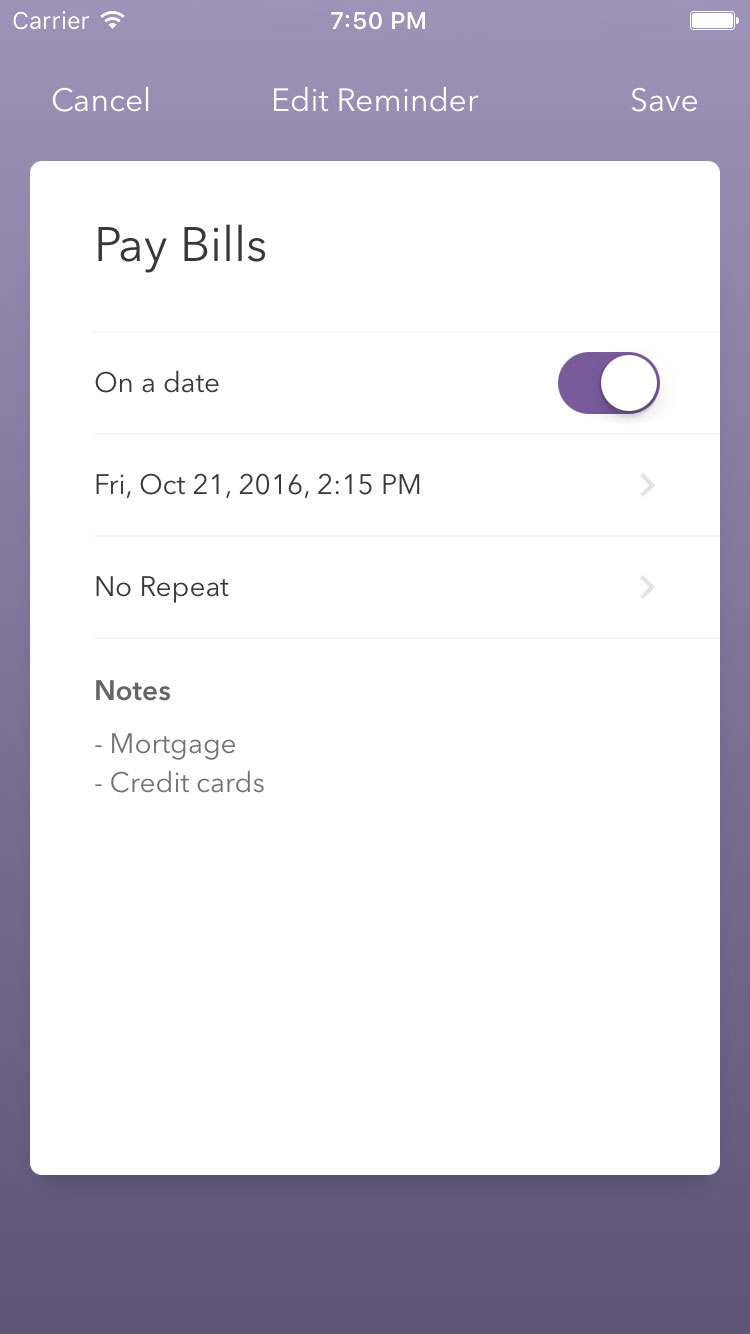 Carrier 7:50 PM
Cancel Edit Reminder Save
Pay Bills
On a date
Fri, Oct 21, 2016, 2:15 PM
No Repeat
Notes
- Mortgage
- Credit cards